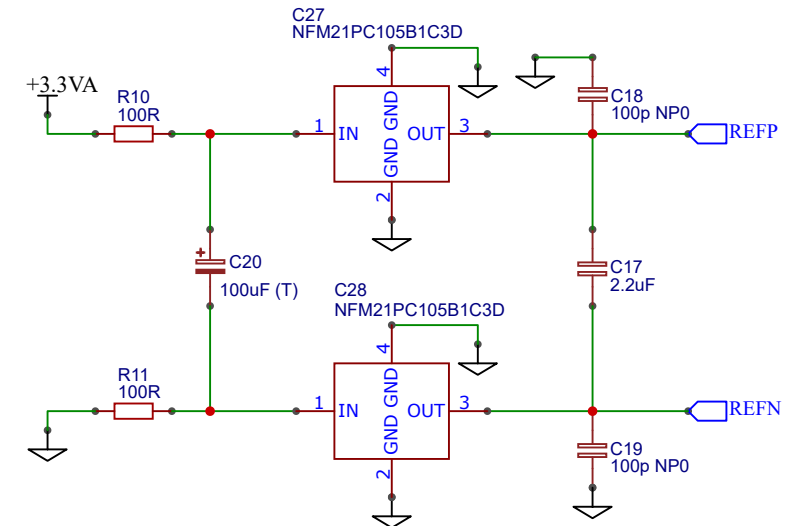 C27
NFM21PC105B1C3D
+3.3VA
R10
100R
1
IN
GND GND
4
2
OUT
3
C18
100p NP0
REFP
+
C20
100uF (T)
C17
2.2uF
C28
NFM21PC105B1C3D
R11
100R
1
IN
GND GND
4
2
OUT
3
REFN
C19
100p NP0